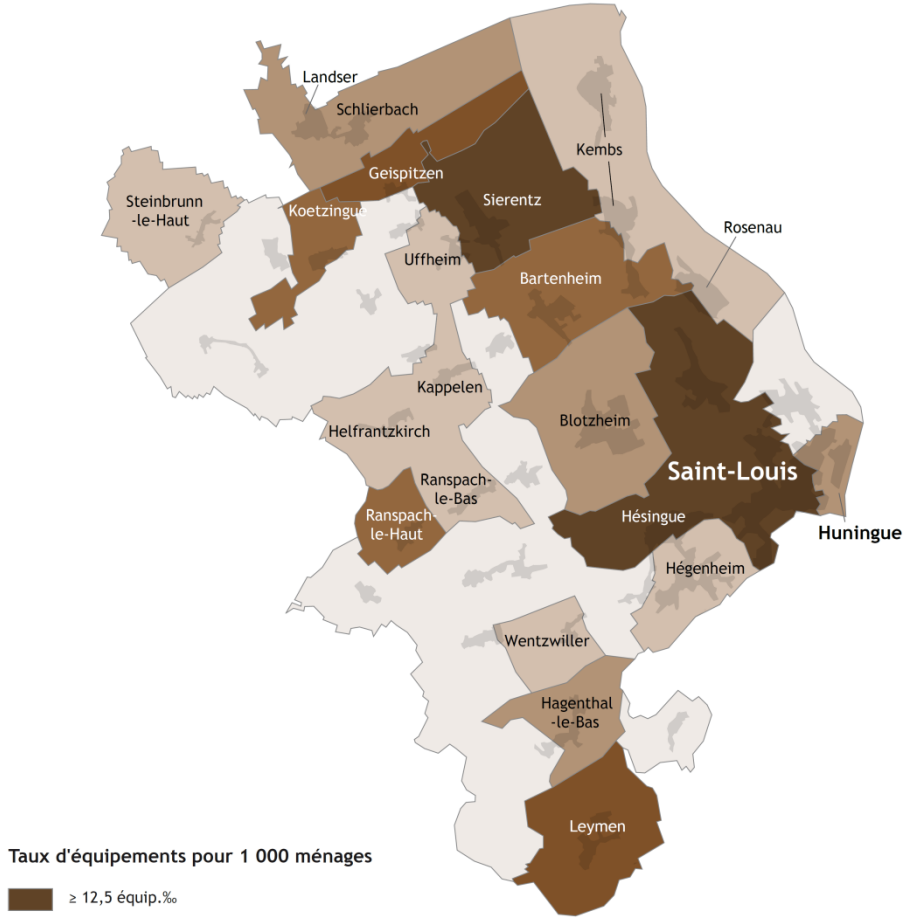 Landser
Schlierbach
Kembs
Geispitzen
Steinbrunn
-le-Haut
Sierentz
Koetzingue
Rosenau
Uffheim
Bartenheim
Kappelen
Blotzheim
Helfrantzkirch
Saint-Louis
Ranspach-
le-Bas
Ranspach-
le-Haut
Hésingue
Huningue
Hégenheim
Wentzwiller
Hagenthal
-le-Bas
Leymen
Taux d'équipements pour 1 000 ménages
≥ 12,5 équip.‰